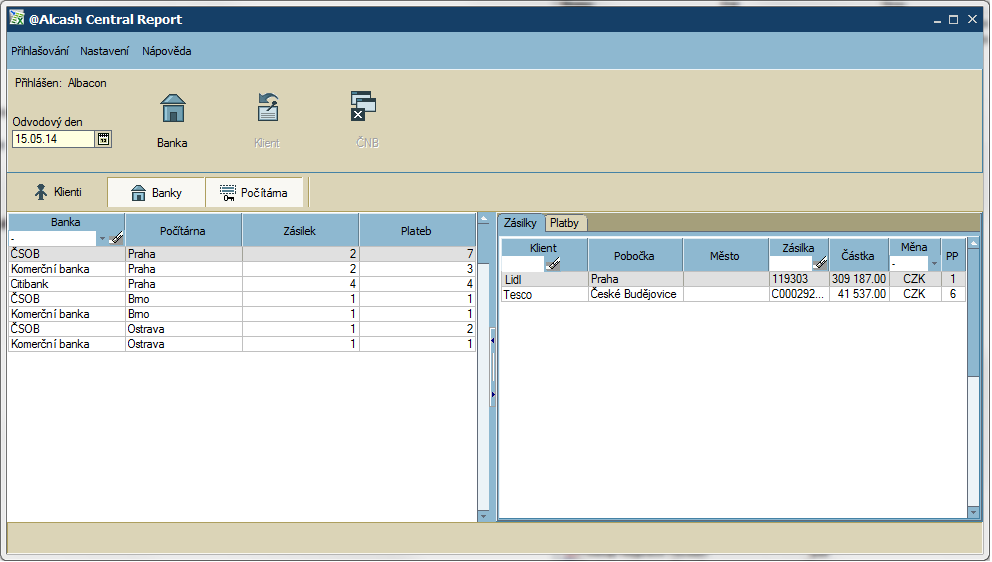 @Alcash Central Report
Přihlašování Nastavení Nápověda
Přihlášen: Albacon
Odvodový den
15.05.14
Banka Klient ČNB
Klienti Banky Počítárna
Banka Počítárna Zásilek Plateb
-
ČSOB Praha 2 7
Komerční banka Praha 2 3
Citibank Praha 4 4
ČSOB Brno 1 1
Komerční banka Brno 1 1
ČSOB Ostrava 1 2
Komerční banka Ostrava 1 1
Zásilky Platby
Klient Pobočka Město Zásilka Částka Měna PP
-
Lidl Praha 119303 309 187.00 CZK 1
Tesco České Budějovice C000292... 41 537.00 CZK 6